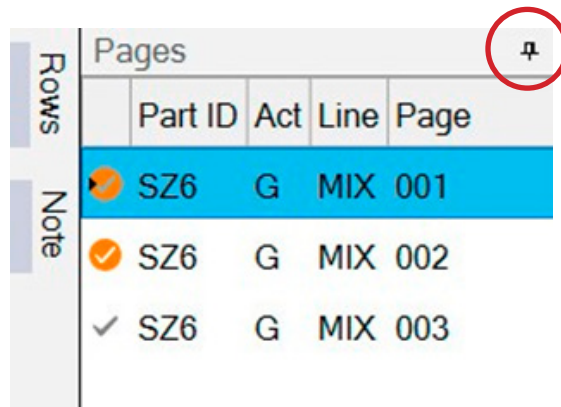 Pages
Part ID Act Line Page
SZ6 G MIX 001
SZ6 G MIX 002
SZ6 G MIX 003
Rows
Note